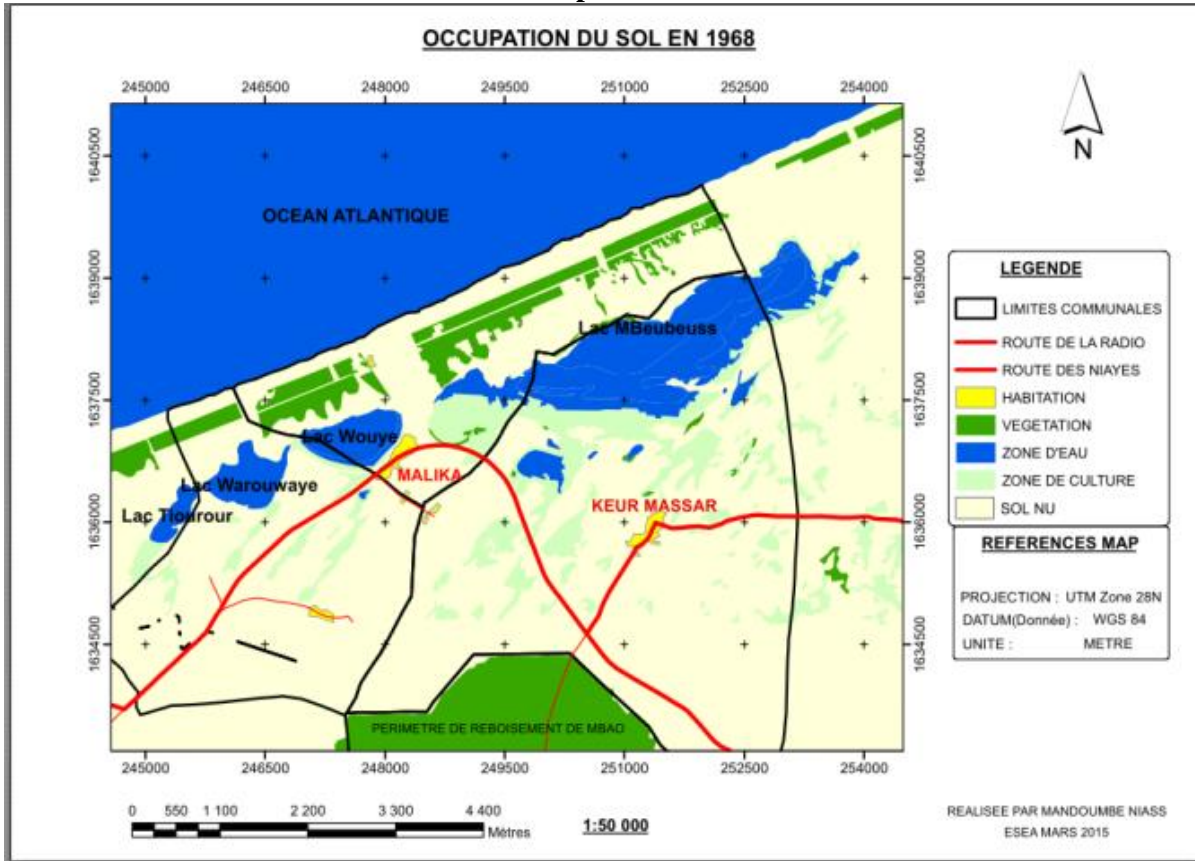 OCCUPATION DU SOL EN 1968
245000 246500 248000 249500 251000 252500 254000
1640500 1640500
N
OCEAN ATLANTIQUE
1639000 1639000
Lac MBeubeuss
1637500 1637500
Lac Wouye
MALIKA
Lac Warouwaye
KEUR MASSAR
Lac Tiourour
1636000 1636000
1634500 1634500
PERIMETRE DE REBOISEMENT DE MBAO
245000 246500 248000 249500 251000 252500 254000
LEGENDE
LIMITES COMMUNALES
ROUTE DE LA RADIO
ROUTE DES NIAYES
HABITATION
VEGETATION
ZONE D'EAU
ZONE DE CULTURE
SOL NU
REFERENCES MAP
PROJECTION : UTM Zone 28N
DATUM(Donnée) : WGS 84
UNITE : METRE
0 550 1 100 2 200 3 300 4 400
Métres
1:50 000
REALISEE PAR MANDOUMBE NIASS
ESEA MARS 2015